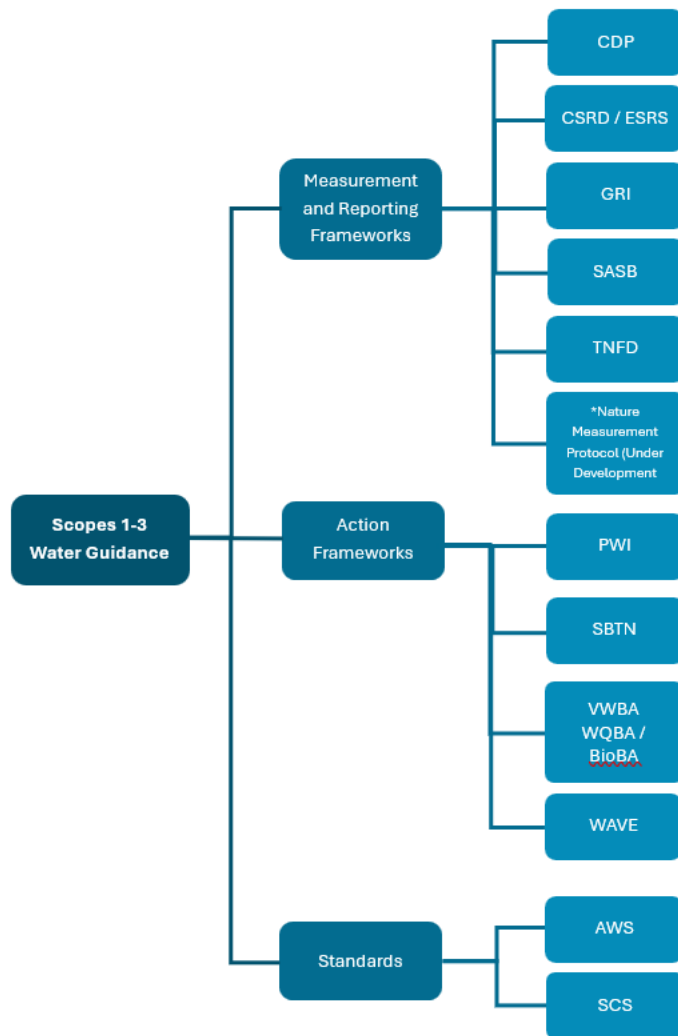 CDP
CSRD / ESRS
Measurement
and Reporting
Frameworks
GRI
SASB
TNFD
*Nature
Measurement
Protocol (Under
Development
Scopes 1-3
Water Guidance
Action
Frameworks
PWI
SBTN
VWBA
WQBA /
BioBA
WAVE
Standards
AWS
SCS